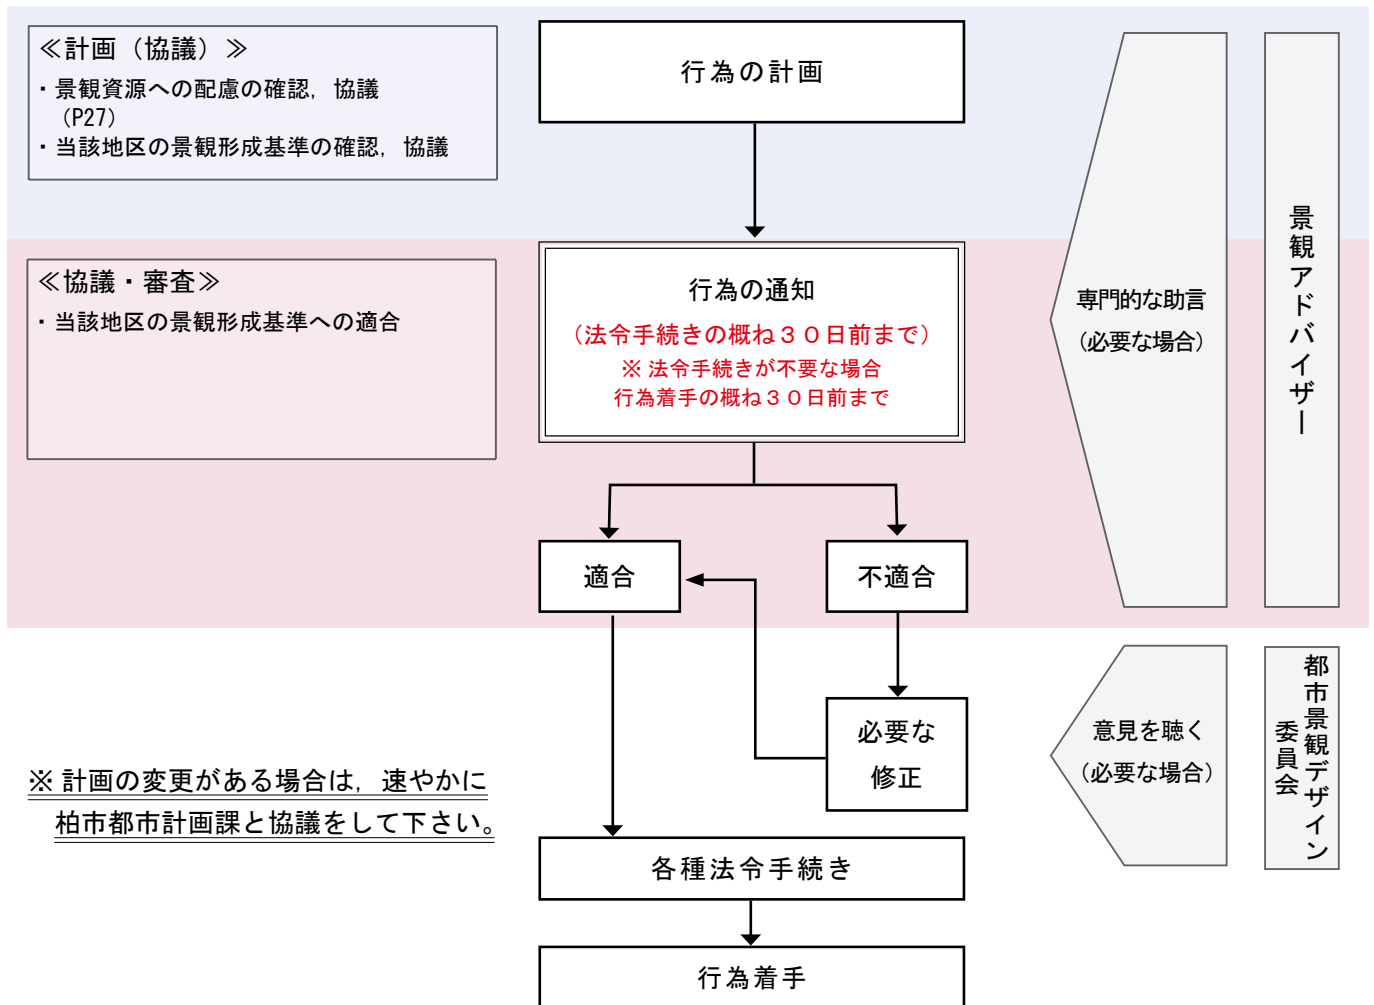 ≪計画（協議）≫
・景観資源への配慮の確認，協議
（P27）
・当該地区の景観形成基準の確認，協議
行為の計画
≪協議・審査≫
・当該地区の景観形成基準への適合
行為の通知
（法令手続きの概ね３０日前まで）
※ 法令手続きが不要な場合
行為着手の概ね３０日前まで
専門的な助言
（必要な場合）
景観アドバイザー
適合
不適合
必要な
修正
意見を聴く
（必要な場合）
都市景観デザイン
委員会
※ 計画の変更がある場合は，速やかに
柏市都市計画課と協議をして下さい。
各種法令手続き
行為着手